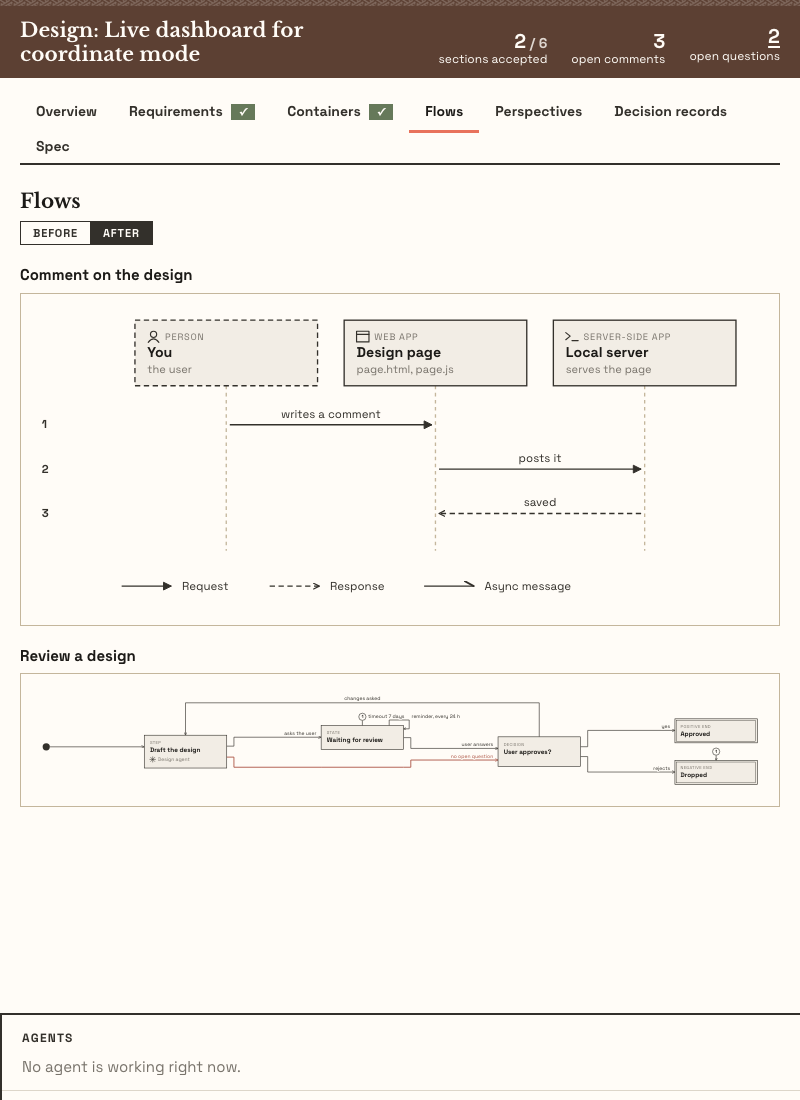 Design: Live dashboard for
coordinate mode
2 / 6
sections accepted
3
open comments
2
open questions
Overview
Requirements ✓
Containers ✓
Flows
Perspectives
Decision records
Spec
Flows
BEFORE
AFTER
Comment on the design
PERSON
You
the user
WEB APP
Design page
page.html, page.js
SERVER-SIDE APP
Local server
serves the page
1
writes a comment
2
posts it
3
saved
Request
Response
Async message
Review a design
changes asked
1 timeout 7 days
reminder, every 24 h
STEP
Draft the design
Design agent
asks the user
STATE
Waiting for review
user answers
no open question
DECISION
User approves?
yes
POSITIVE END
Approved
1
rejects
NEGATIVE END
Dropped
AGENTS
No agent is working right now.